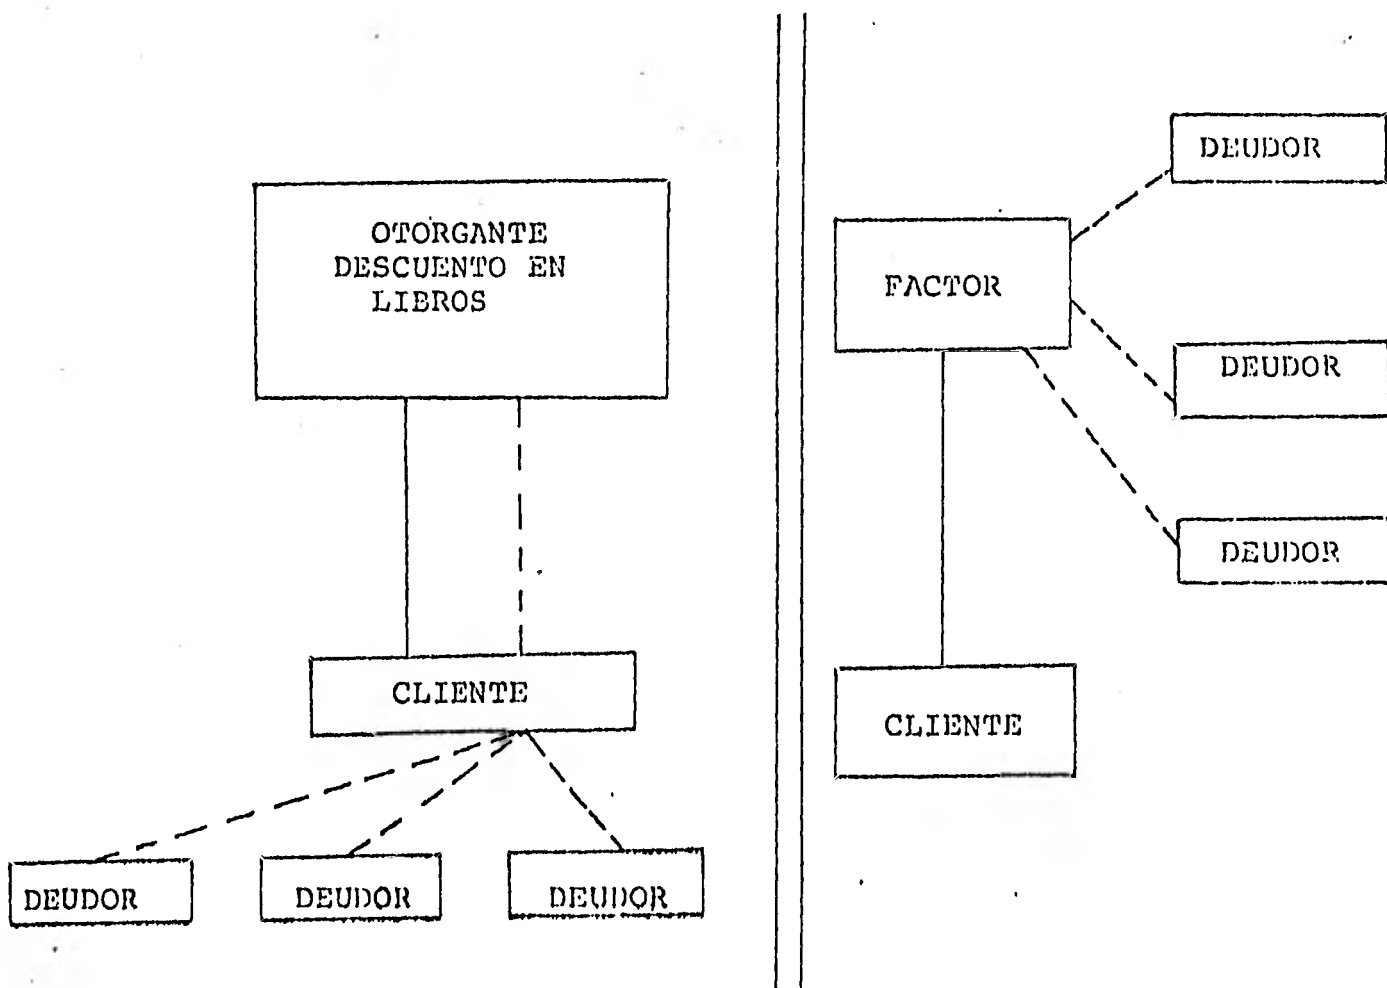 OTORGANTE
DESCUENTO EN
LIBROS
CLIENTE
DEUDOR
DEUDOR
DEUDOR
DEUDOR
FACTOR
DEUDOR
DEUDOR
CLIENTE